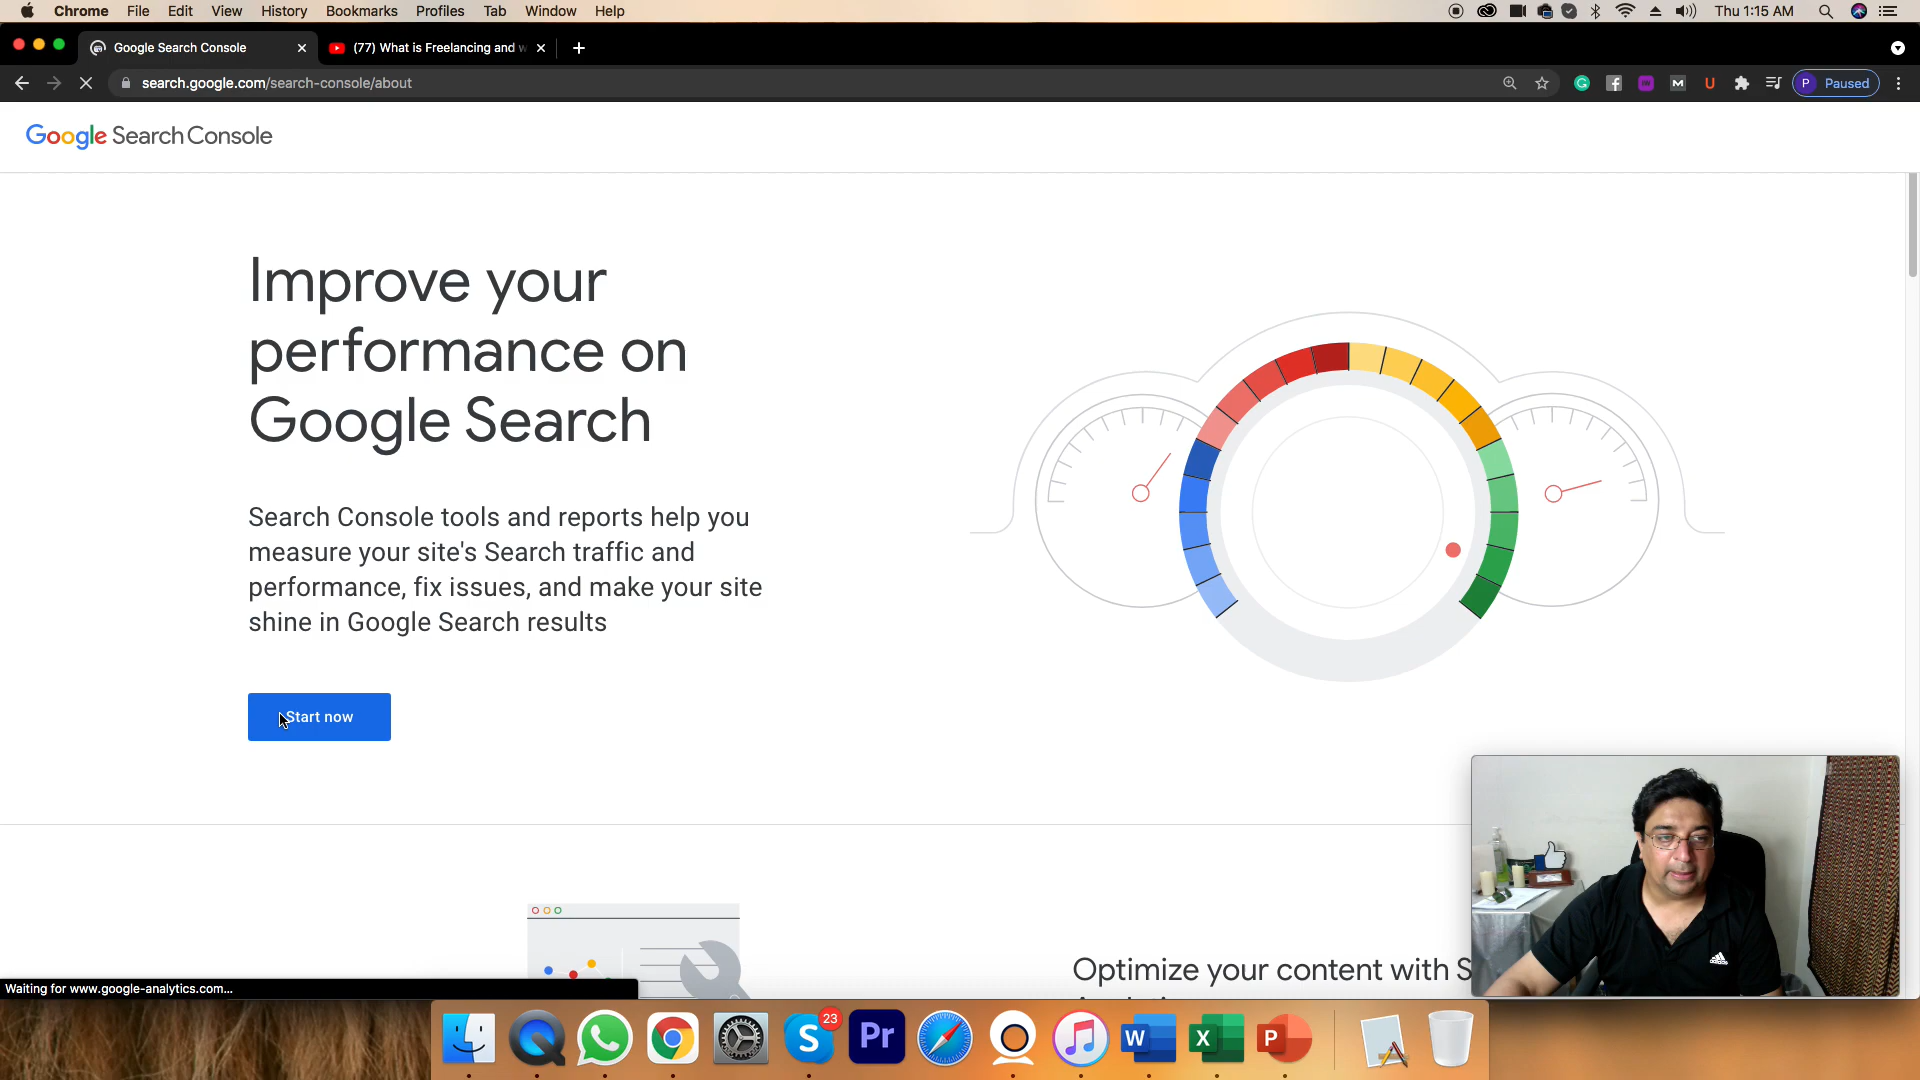 Chrome File Edit View History Bookmarks Profiles Tab Window Help Thu 1:15 AM
Google Search Console (77) What is Freelancing and w
search.google.com/search-console/about M U P Paused
Google Search Console
Improve your
performance on
Google Search
Search Console tools and reports help you
measure your site's Search traffic and
performance, fix issues, and make your site
shine in Google Search results
Start now
Optimize your content with S
Waiting for www.google-analytics.com...
23
Pr W X P